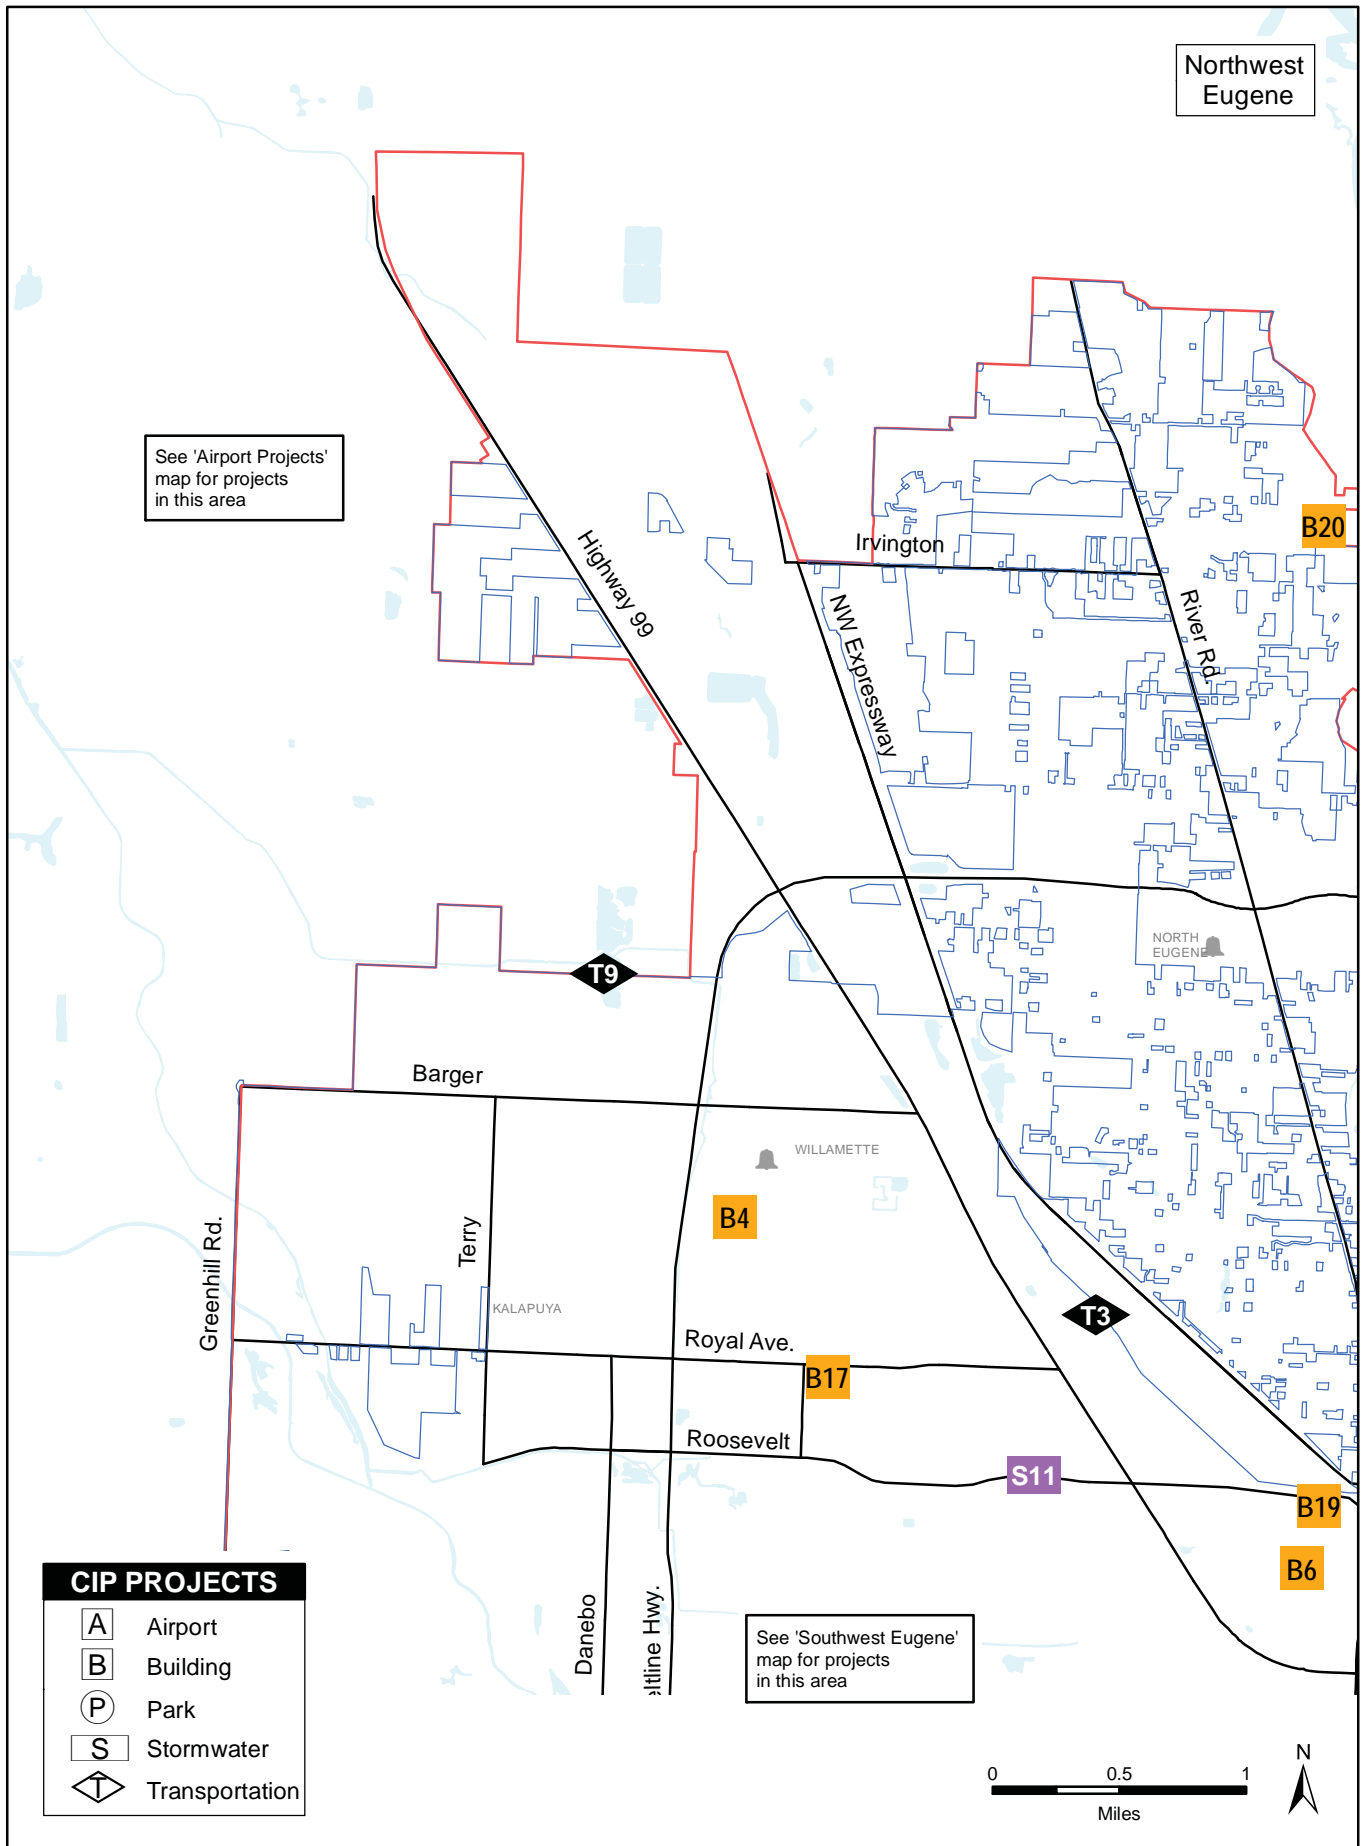 Northwest
Eugene
See 'Airport Projects'
map for projects
in this area
B20
Irvington
Highway 99
NW Expressway
River Rd.
NORTH
EUGENE
T9
Barger
WILLAMETTE
B4
Terry
Greenhill Rd.
KALAPUYA
T3
Royal Ave.
B17
Roosevelt
S11
B19
B6
Danebo
eltline Hwy.
See 'Southwest Eugene'
map for projects
in this area
CIP PROJECTS
A Airport
B Building
P Park
S Stormwater
T Transportation
N
0 0.5 1
Miles